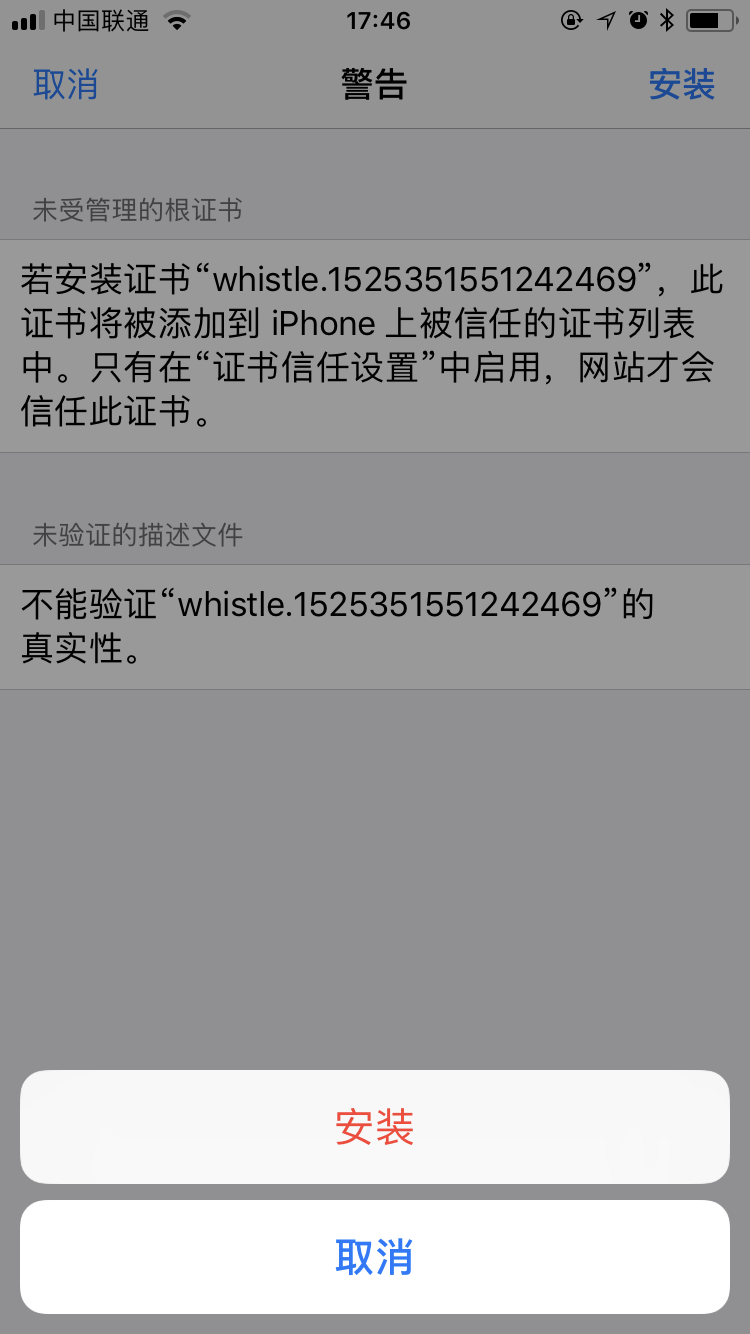 中国联通 17:46
取消 警告 安装
未受管理的根证书
若安装证书“whistle.1525351551242469”，此
证书将被添加到 iPhone 上被信任的证书列表
中。只有在“证书信任设置”中启用，网站才会
信任此证书。
未验证的描述文件
不能验证“whistle.1525351551242469”的
真实性。
安装
取消